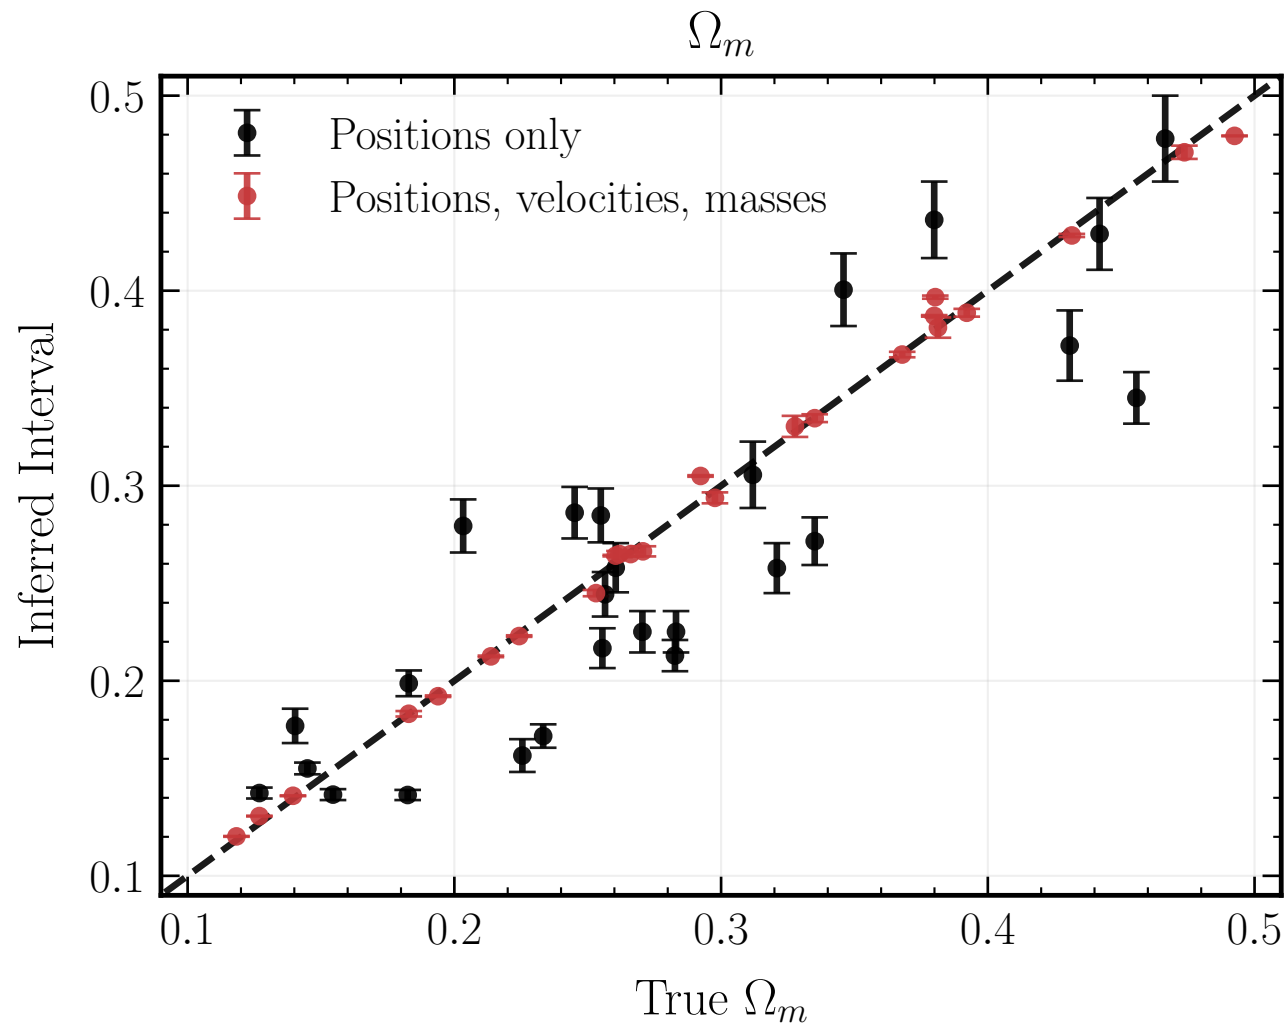 Ωₘ
0.5
Positions only
Positions, velocities, masses
0.4
0.3
0.2
0.1
Inferred Interval
0.1 0.2 0.3 0.4 0.5
True Ωₘ